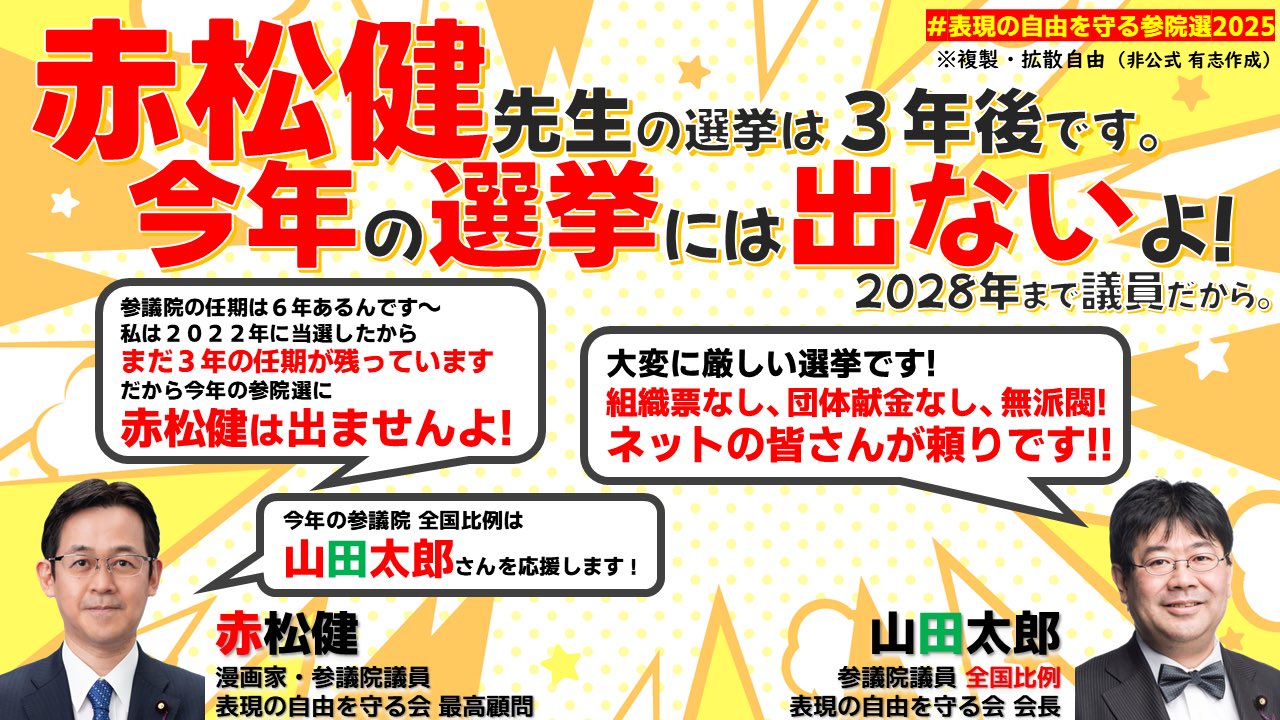 #表現の自由を守る参院選2025
※複製・拡散自由（非公式 有志作成）
赤松健先生の選挙は３年後です。
今年の選挙には出ないよ!
2028年まで議員だから。
参議院の任期は６年あるんです～
私は２０２２年に当選したから
まだ３年の任期が残っています
だから今年の参院選に
赤松健は出ませんよ!
大変に厳しい選挙です!
組織票なし、団体献金なし、無派閥!
ネットの皆さんが頼りです!!
今年の参議院 全国比例は
山田太郎さんを応援します！
赤松健
漫画家・参議院議員
表現の自由を守る会 最高顧問
山田太郎
参議院議員 全国比例
表現の自由を守る会 会長